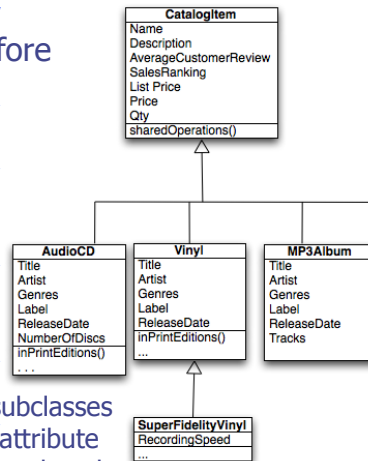 fore
CatalogItem
Name
Description
AverageCustomerReview
SalesRanking
List Price
Price
Qty
sharedOperations()
AudioCD
Title
Artist
Genres
Label
ReleaseDate
NumberOfDiscs
inPrintEditions()
. . .
Vinyl
Title
Artist
Genres
Label
ReleaseDate
inPrintEditions()
...
MP3Album
Title
Artist
Genres
Label
ReleaseDate
Tracks
subclasses
attribute
SuperFidelityVinyl
RecordingSpeed
...